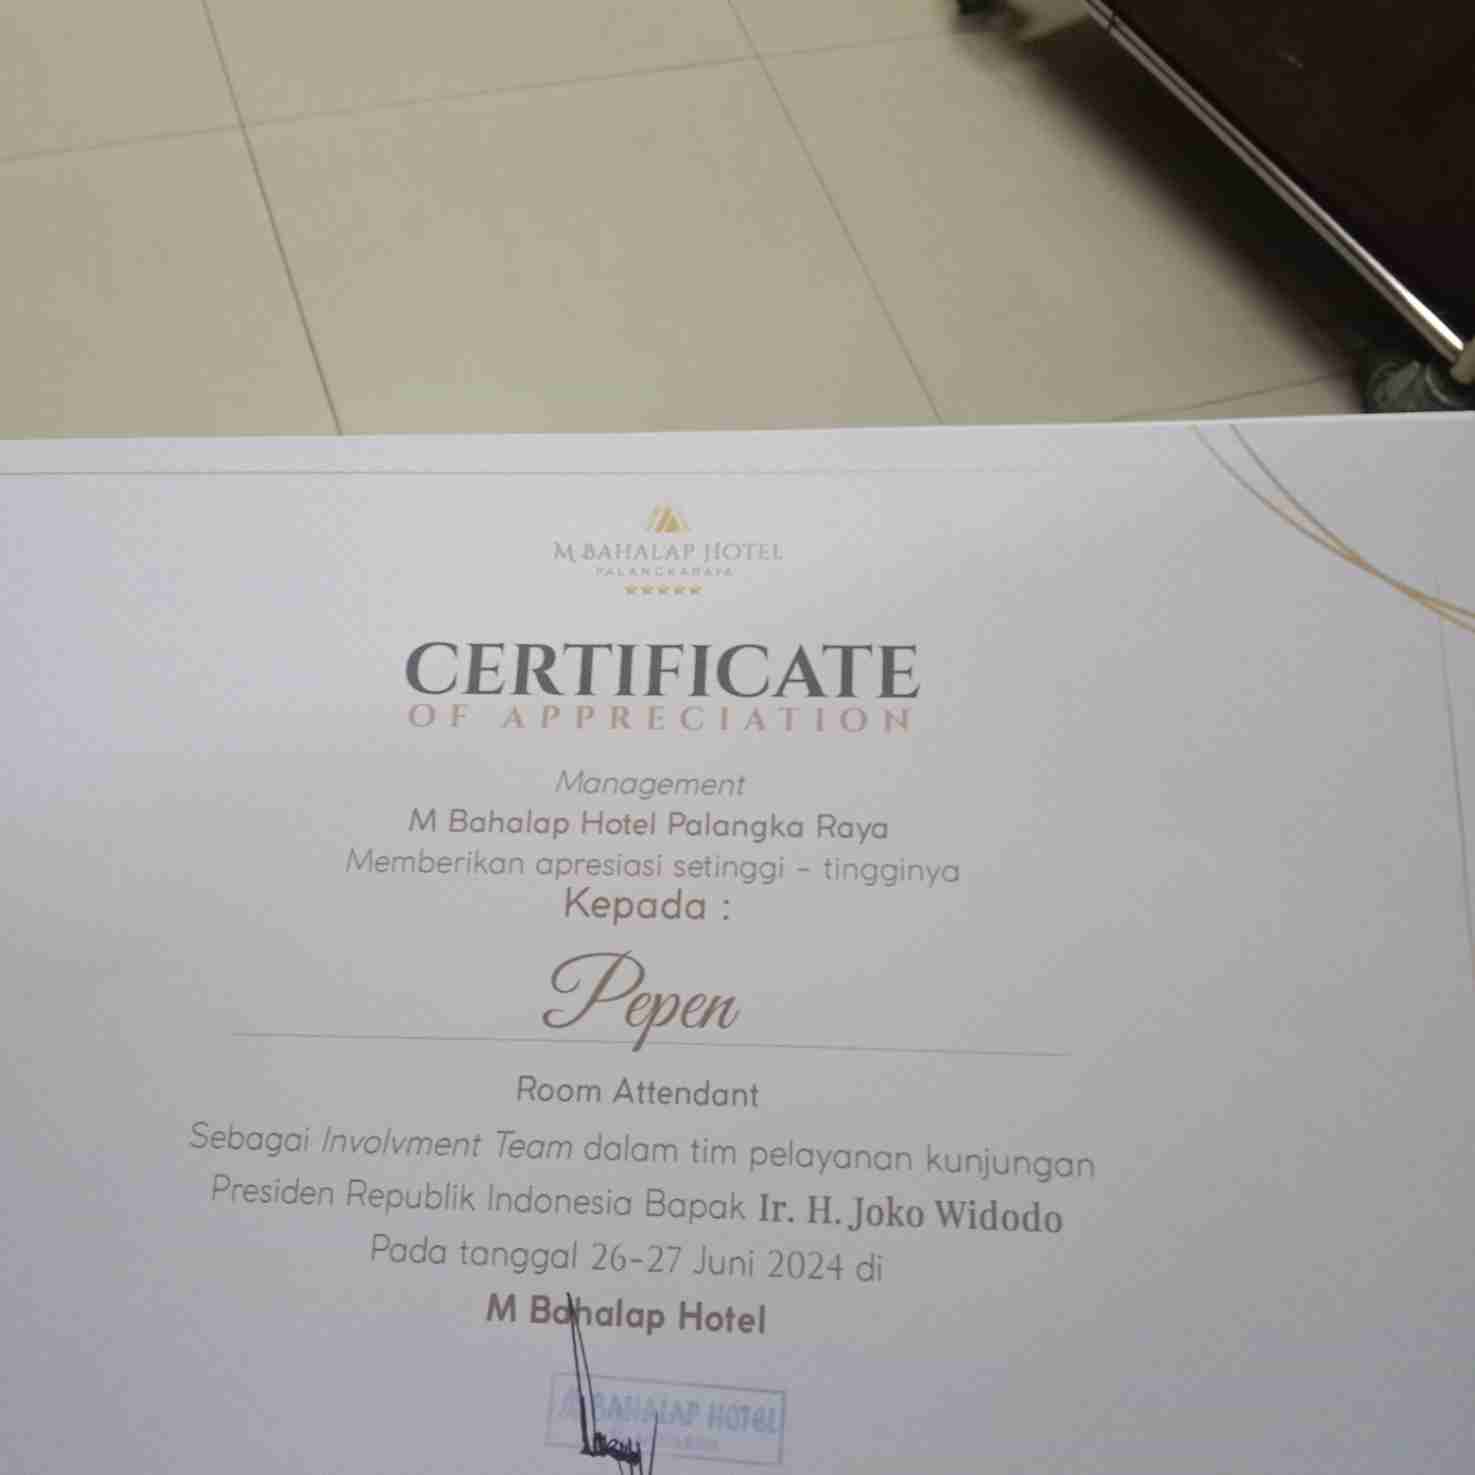 M BAHALAP HOTEL
PALANGKARAYA
CERTIFICATE
OF APPRECIATION
Management
M Bahalap Hotel Palangka Raya
Memberikan apresiasi setinggi - tingginya
Kepada :
Pepen
Room Attendant
Sebagai Involvment Team dalam tim pelayanan kunjungan
Presiden Republik Indonesia Bapak Ir. H. Joko Widodo
Pada tanggal 26-27 Juni 2024 di
M Bahalap Hotel
M BAHALAP HOTEL